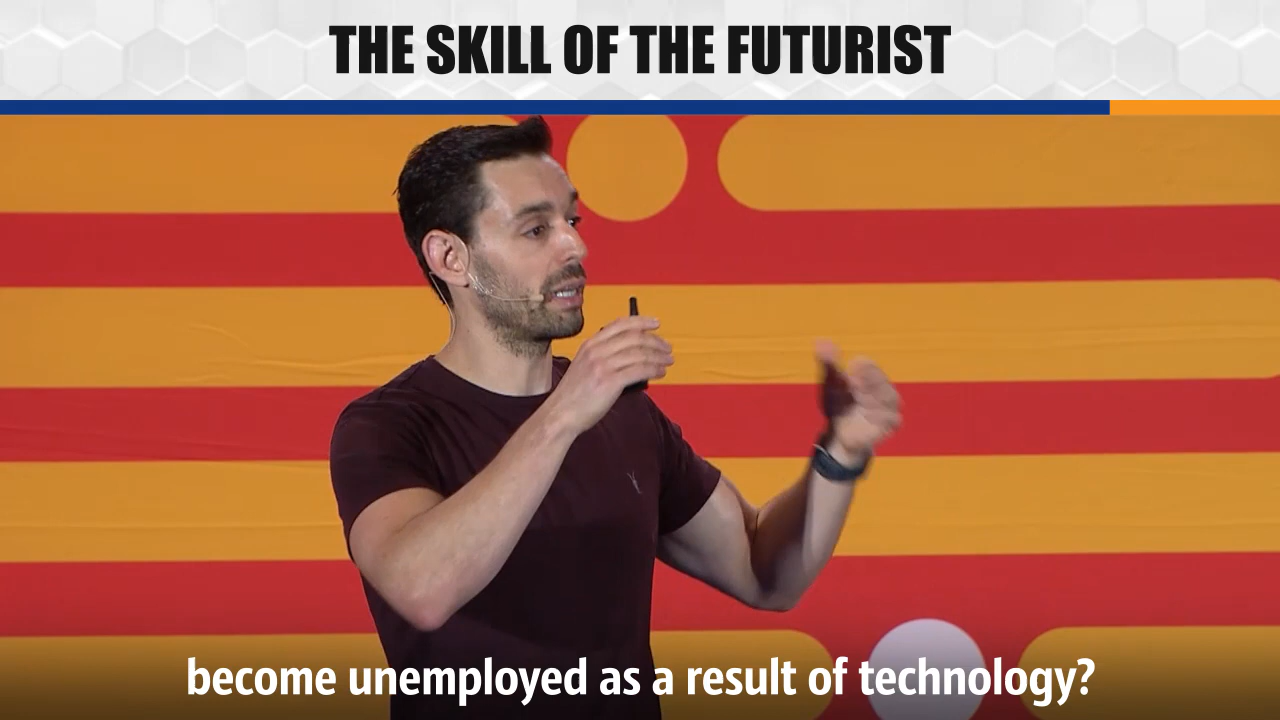 THE SKILL OF THE FUTURIST
become unemployed as a result of technology?